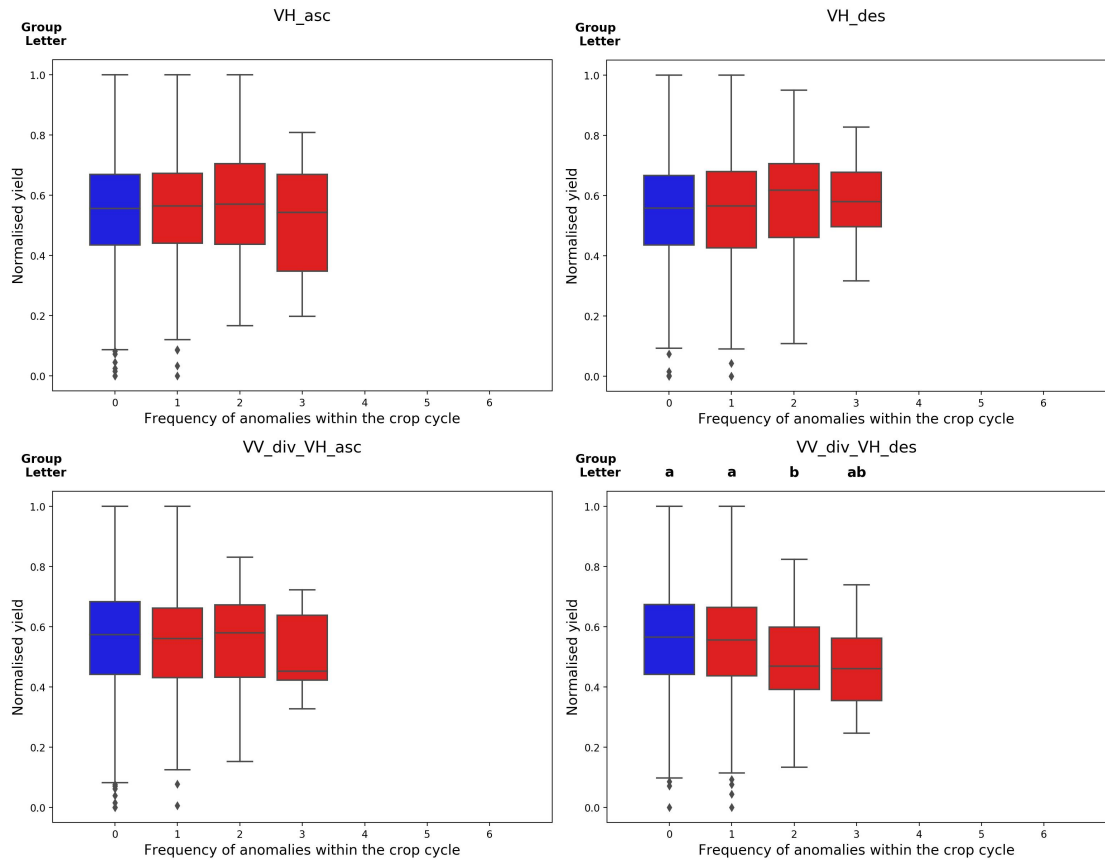 VH_asc
Group
Letter
Normalised yield
1.0
0.8
0.6
0.4
0.2
0.0
0 1 2 3 4 5 6
Frequency of anomalies within the crop cycle
VH_des
Group
Letter
Normalised yield
1.0
0.8
0.6
0.4
0.2
0.0
0 1 2 3 4 5 6
Frequency of anomalies within the crop cycle
VV_div_VH_asc
Group
Letter
Normalised yield
1.0
0.8
0.6
0.4
0.2
0.0
0 1 2 3 4 5 6
Frequency of anomalies within the crop cycle
VV_div_VH_des
Group
Letter a a b ab
Normalised yield
1.0
0.8
0.6
0.4
0.2
0.0
0 1 2 3 4 5 6
Frequency of anomalies within the crop cycle